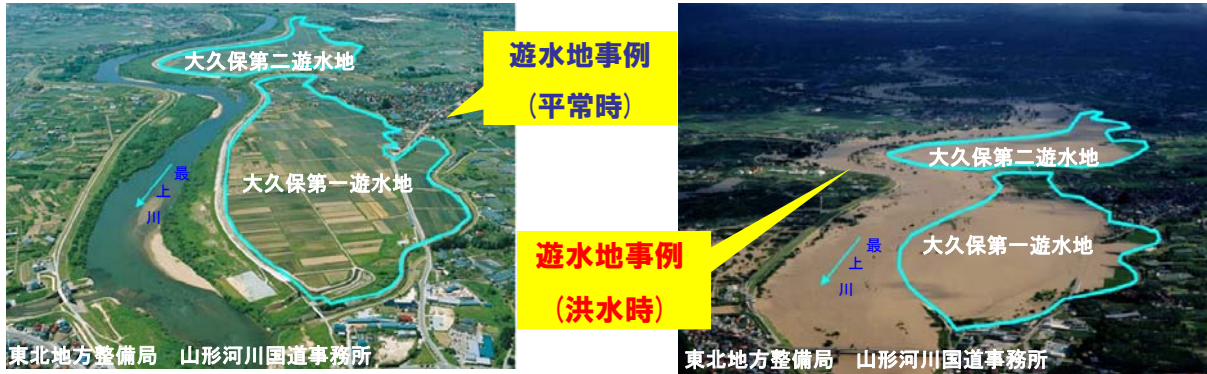 大久保第二遊水地
大久保第一遊水地
最
上
川
東北地方整備局 山形河川国道事務所
遊水地事例
(平常時)
遊水地事例
(洪水時)
大久保第二遊水地
大久保第一遊水地
最
上
川
東北地方整備局 山形河川国道事務所